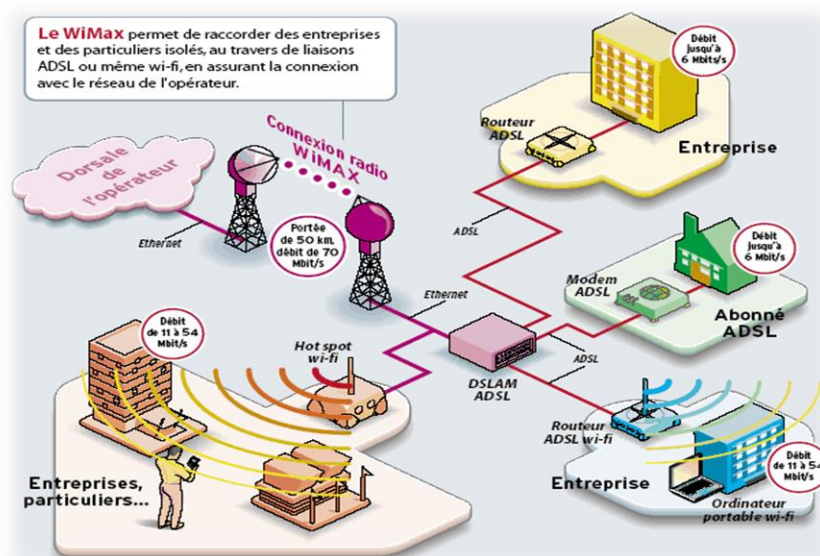 Le WiMax permet de raccorder des entreprises
et des particuliers isolés, au travers de liaisons
ADSL ou même wi-fi, en assurant la connexion
avec le réseau de l'opérateur.
Dorsale
de
l'opérateur
Ethernet
Connexion radio
WiMAX
Portée
de 50 km,
débit de 70
Mbit/s
Ethernet
Routeur
ADSL
Débit
jusqu'à
6 Mbits/s
Entreprise
ADSL
Modem
ADSL
Débit
jusqu'à
6 Mbit/s
Abonné
ADSL
DSLAM
ADSL
ADSL
Débit
de 11 à 54
Mbit/s
Hot spot
wi-fi
Entreprises,
particuliers...
Routeur
ADSL wi-fi
Entreprise
Débit
de 11 à 54
Mbit/s
Ordinateur
portable wi-fi